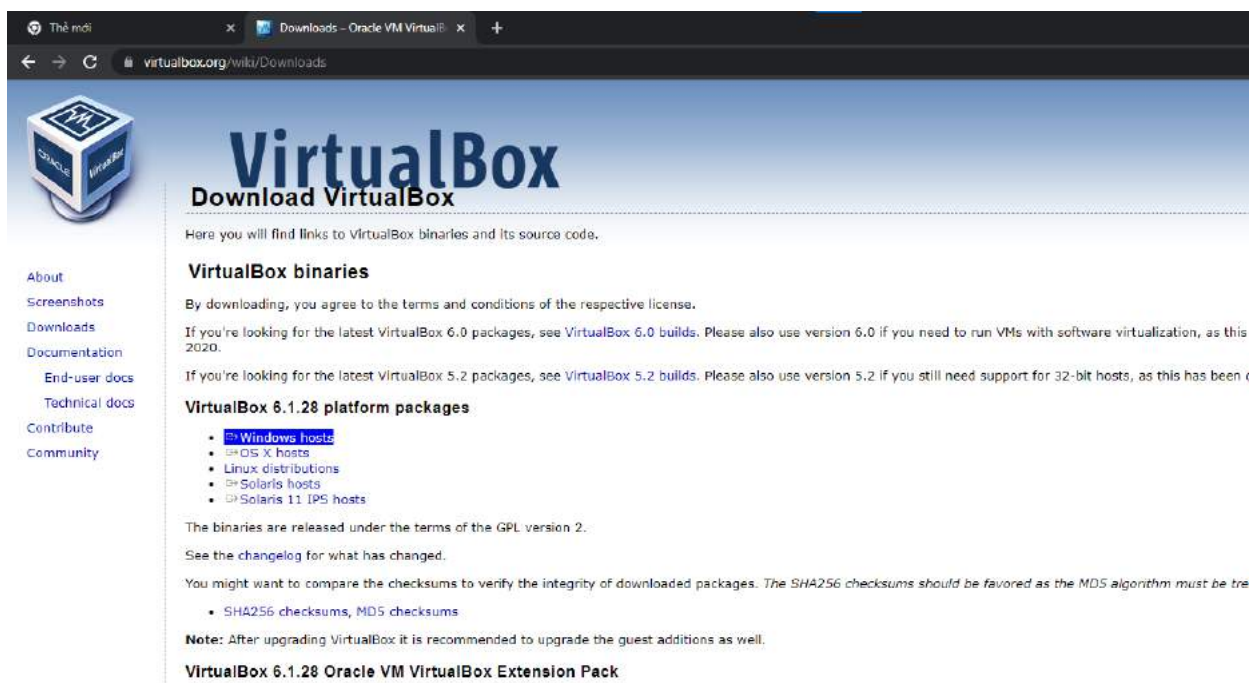 Thẻ mới
Downloads – Oracle VM VirtualB
virtualbox.org/wiki/Downloads
ORACLE
VirtualBox
VirtualBox
Download VirtualBox
Here you will find links to VirtualBox binaries and its source code.
About
Screenshots
Downloads
Documentation
End-user docs
Technical docs
Contribute
Community
VirtualBox binaries
By downloading, you agree to the terms and conditions of the respective license.
If you're looking for the latest VirtualBox 6.0 packages, see VirtualBox 6.0 builds. Please also use version 6.0 if you need to run VMs with software virtualization, as this
2020.
If you're looking for the latest VirtualBox 5.2 packages, see VirtualBox 5.2 builds. Please also use version 5.2 if you still need support for 32-bit hosts, as this has been
VirtualBox 6.1.28 platform packages
Windows hosts
OS X hosts
Linux distributions
Solaris hosts
Solaris 11 IPS hosts
The binaries are released under the terms of the GPL version 2.
See the changelog for what has changed.
You might want to compare the checksums to verify the integrity of downloaded packages. The SHA256 checksums should be favored as the MD5 algorithm must be tre
SHA256 checksums, MD5 checksums
Note: After upgrading VirtualBox it is recommended to upgrade the guest additions as well.
VirtualBox 6.1.28 Oracle VM VirtualBox Extension Pack